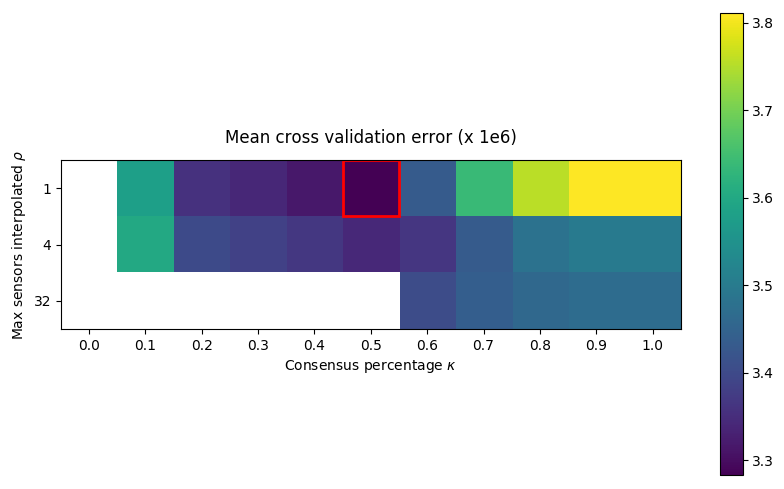 Mean cross validation error (x 1e6)
Max sensors interpolated ρ
1
4
32
0.0 0.1 0.2 0.3 0.4 0.5 0.6 0.7 0.8 0.9 1.0
Consensus percentage κ
3.8
3.7
3.6
3.5
3.4
3.3